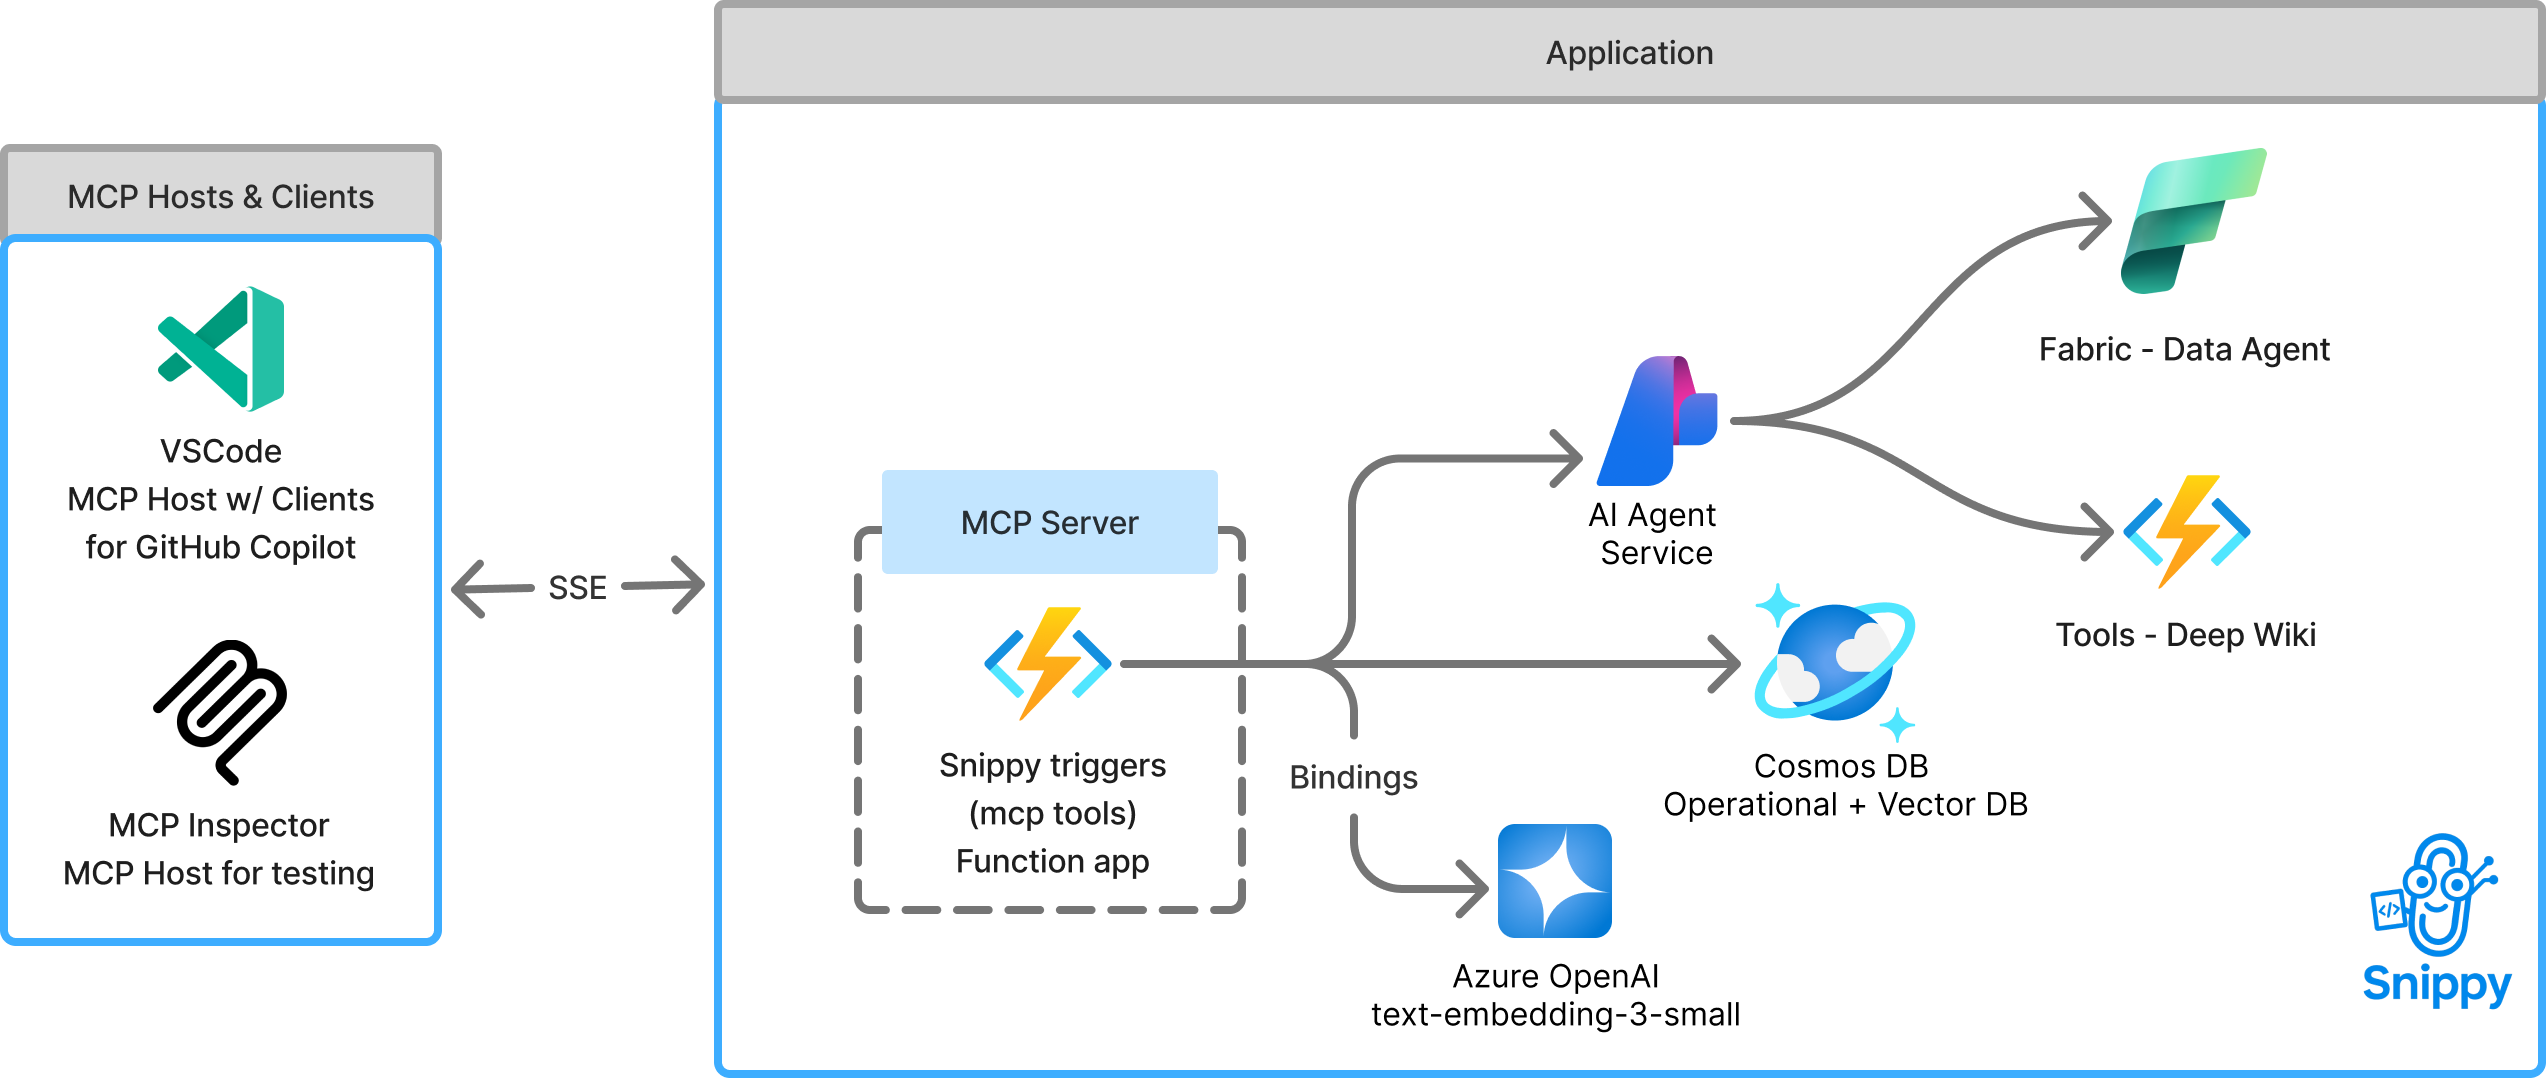 Application
MCP Hosts & Clients
VSCode
MCP Host w/ Clients
for GitHub Copilot
MCP Inspector
MCP Host for testing
SSE
MCP Server
Snippy triggers
(mcp tools)
Function app
Bindings
AI Agent
Service
Fabric - Data Agent
Tools - Deep Wiki
Cosmos DB
Operational + Vector DB
Azure OpenAI
text-embedding-3-small
</>
Snippy